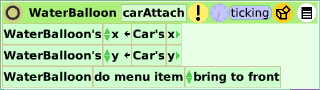 WaterBalloon carAttach ! ticking
WaterBalloon's x ← Car's x
WaterBalloon's y ← Car's y
WaterBalloon do menu item bring to front